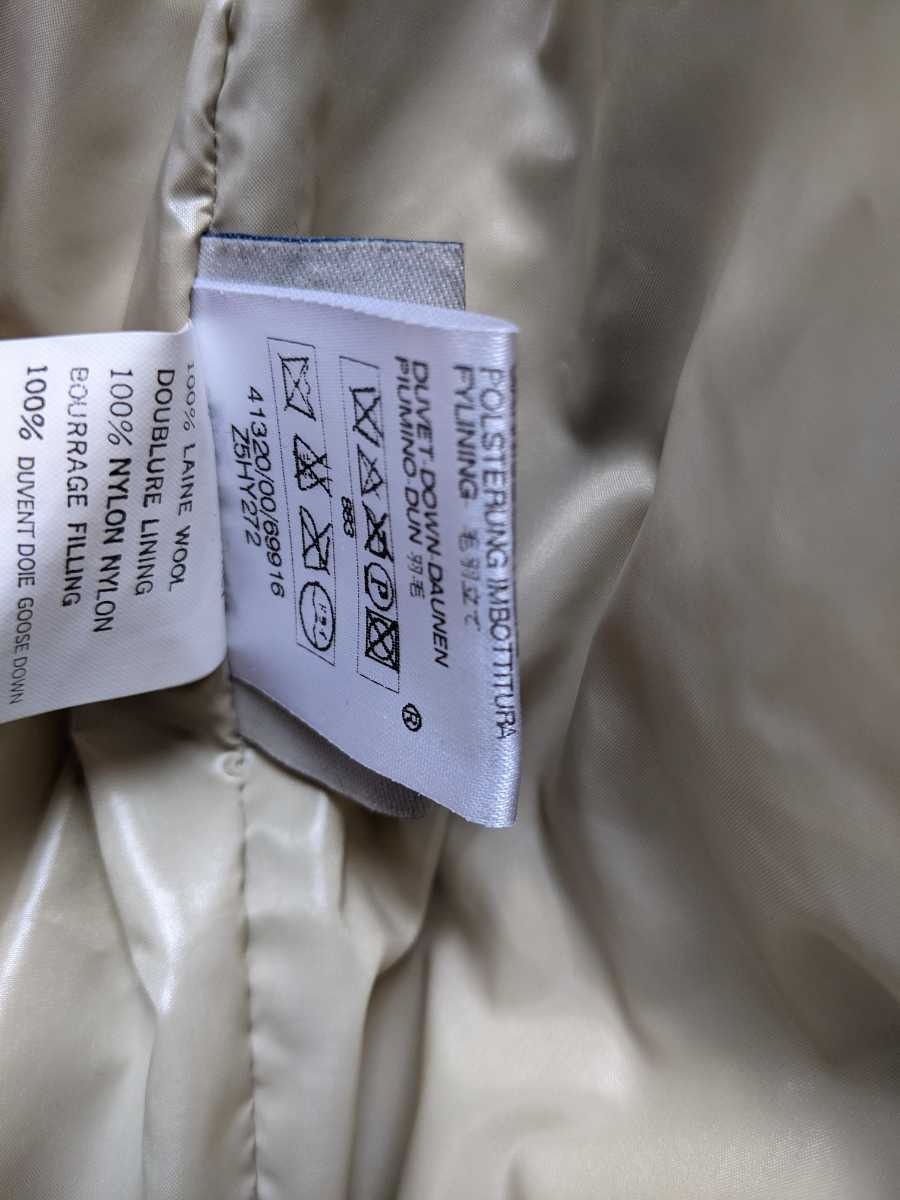 100% LAINE WOOL
DOUBLURE LINING
100% NYLON NYLON
BOURRAGE FILLING
100% DUVENT DOIE GOOSE DOWN
POLSTERUNG IMBOTTITURA
FYLINING 毛羽立て
DUVET-DOWN-DAUNEN
PIUMINO-DUN 羽毛
®
P
883
41320/00/69916
Z5HY272